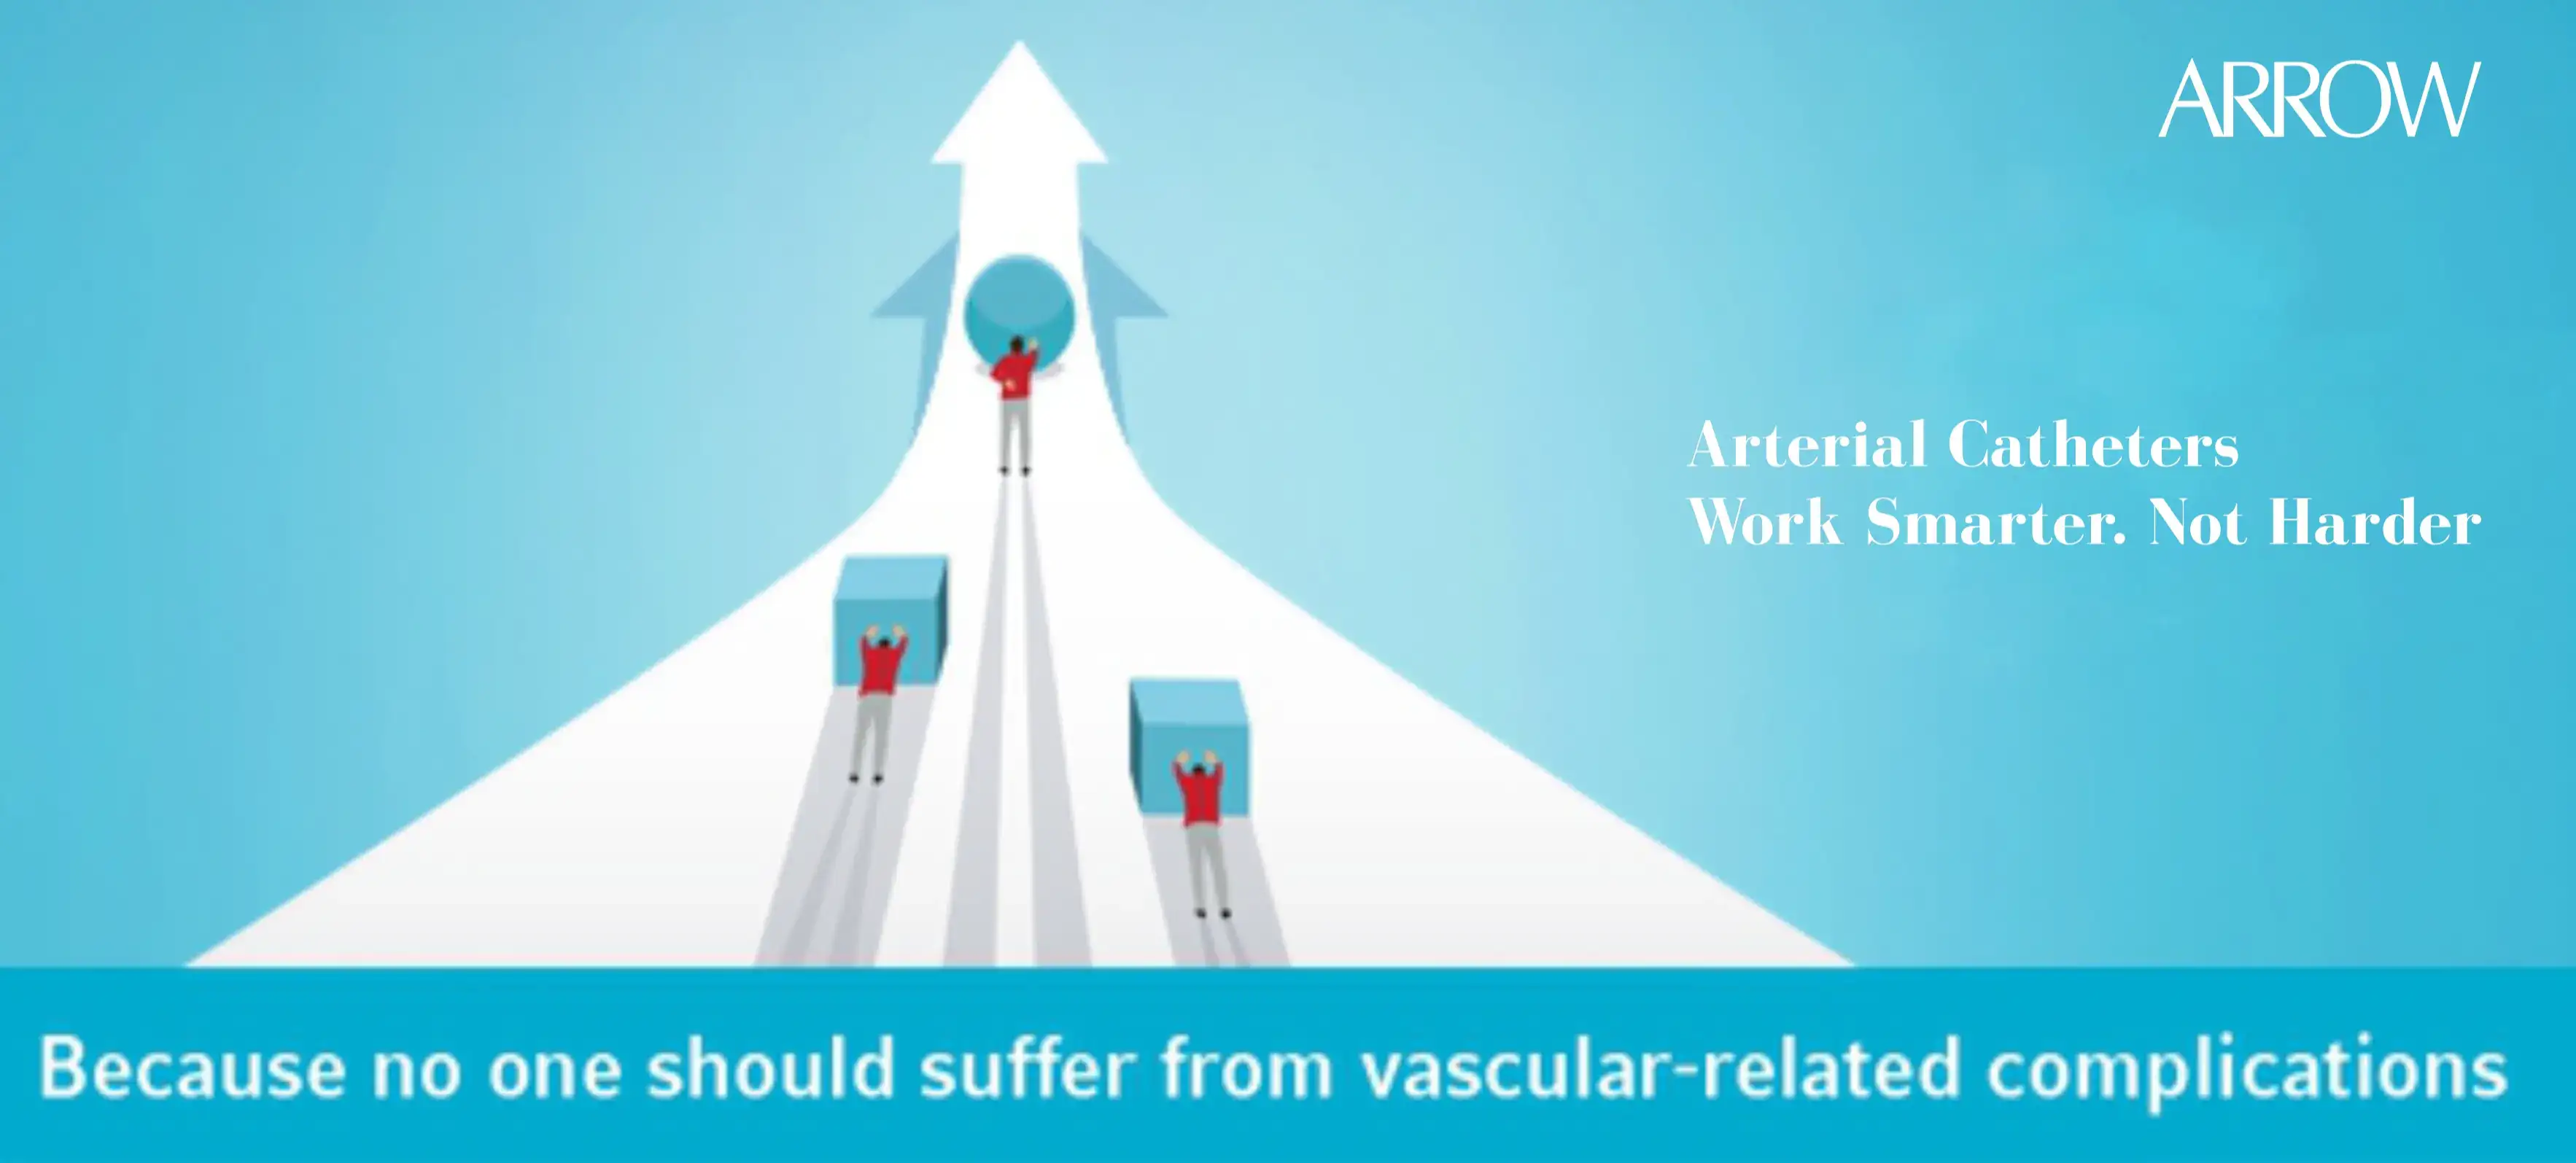 ARROW
Arterial Catheters
Work Smarter. Not Harder
Because no one should suffer from vascular-related complications